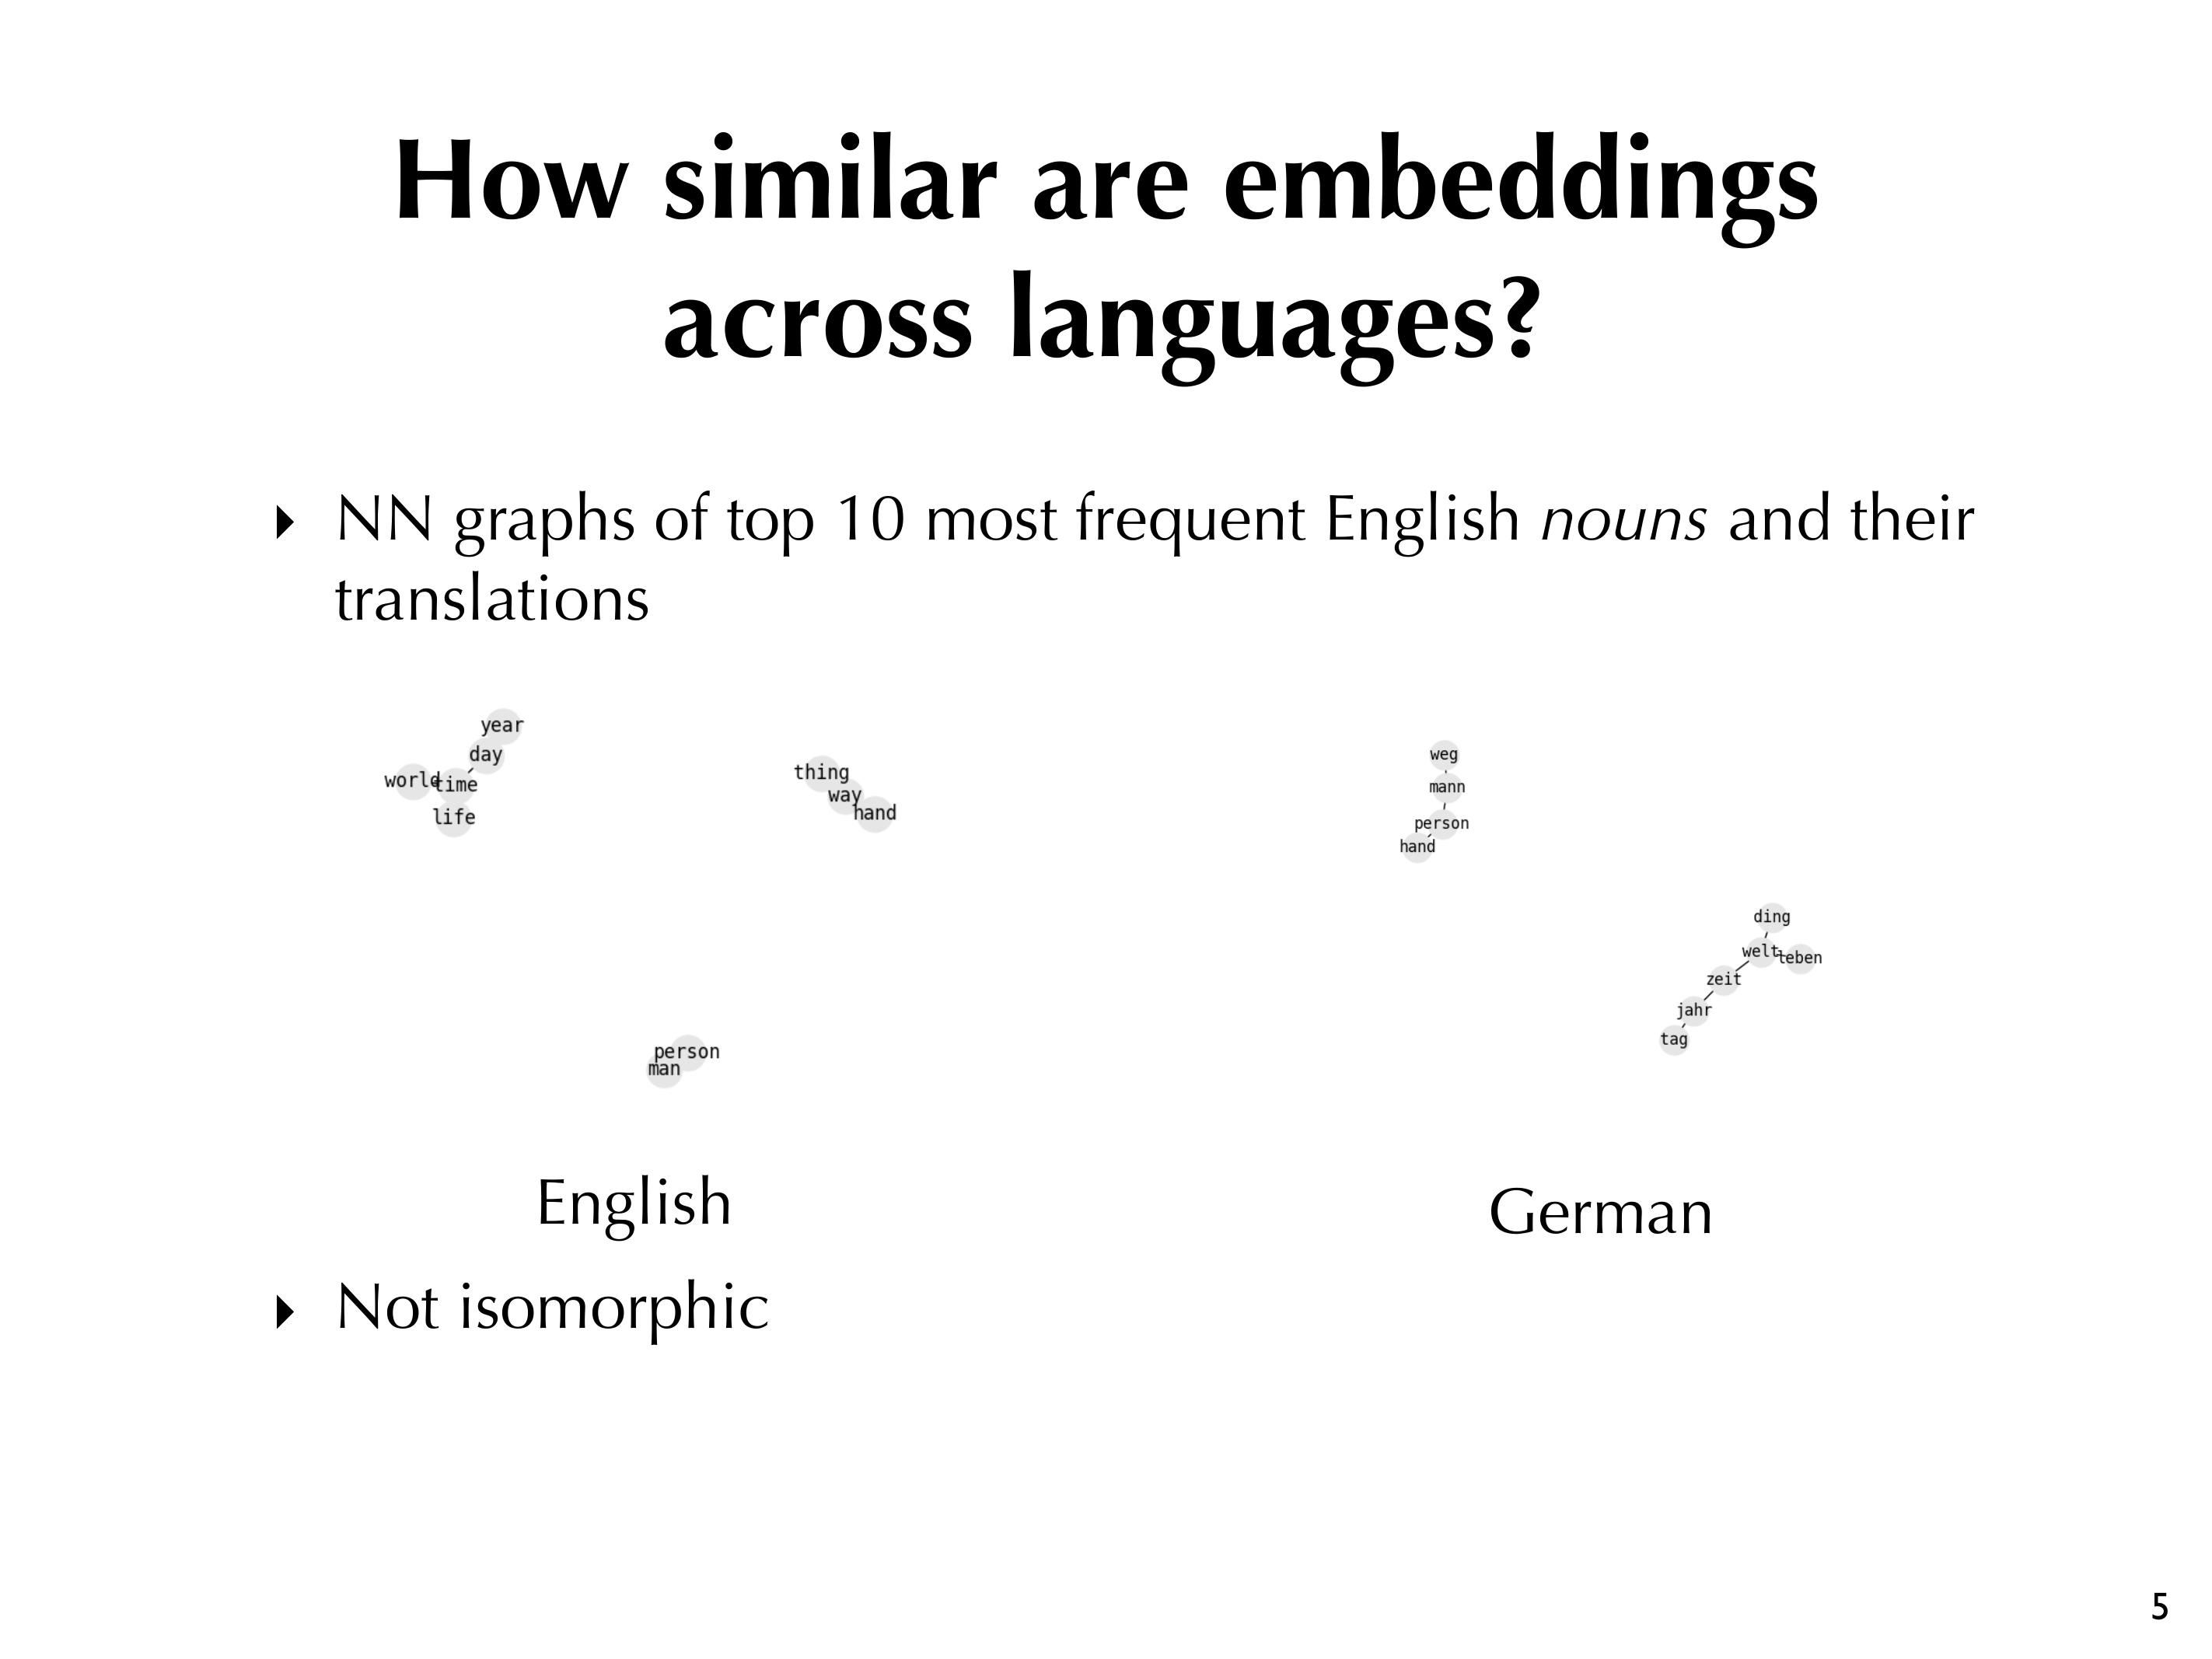 How similar are embeddings
across languages?
‣ NN graphs of top 10 most frequent English nouns and their
translations
year
day
world
time
life
thing
way
hand
person
man
English
weg
mann
person
hand
ding
welt
leben
zeit
jahr
tag
German
‣ Not isomorphic
5